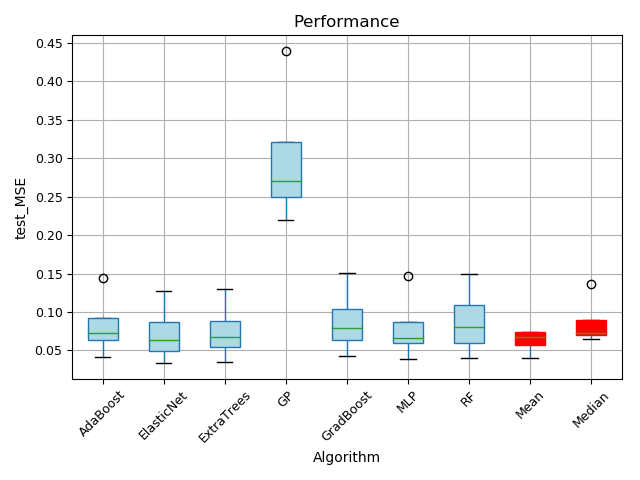 Performance
test_MSE
0.45
0.40
0.35
0.30
0.25
0.20
0.15
0.10
0.05
AdaBoost
ElasticNet
ExtraTrees
GP
GradBoost
MLP
RF
Mean
Median
Algorithm